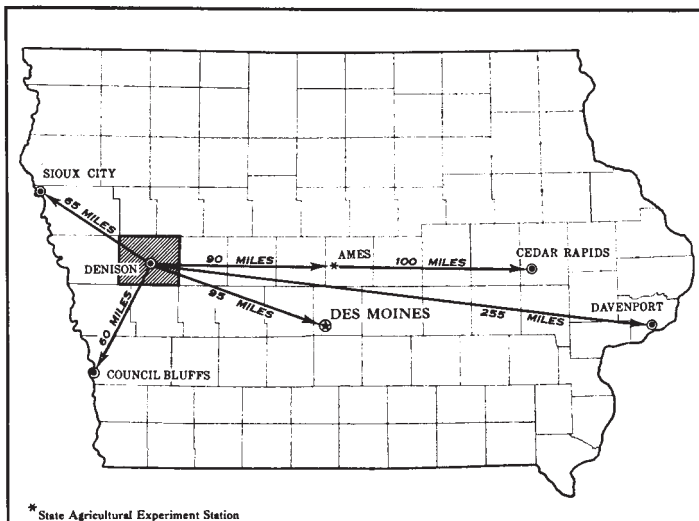 SIOUX CITY
65 MILES
DENISON
90 MILES
AMES
*
100 MILES
CEDAR RAPIDS
95 MILES
DES MOINES
255 MILES
DAVENPORT
60 MILES
COUNCIL BLUFFS
* State Agricultural Experiment Station